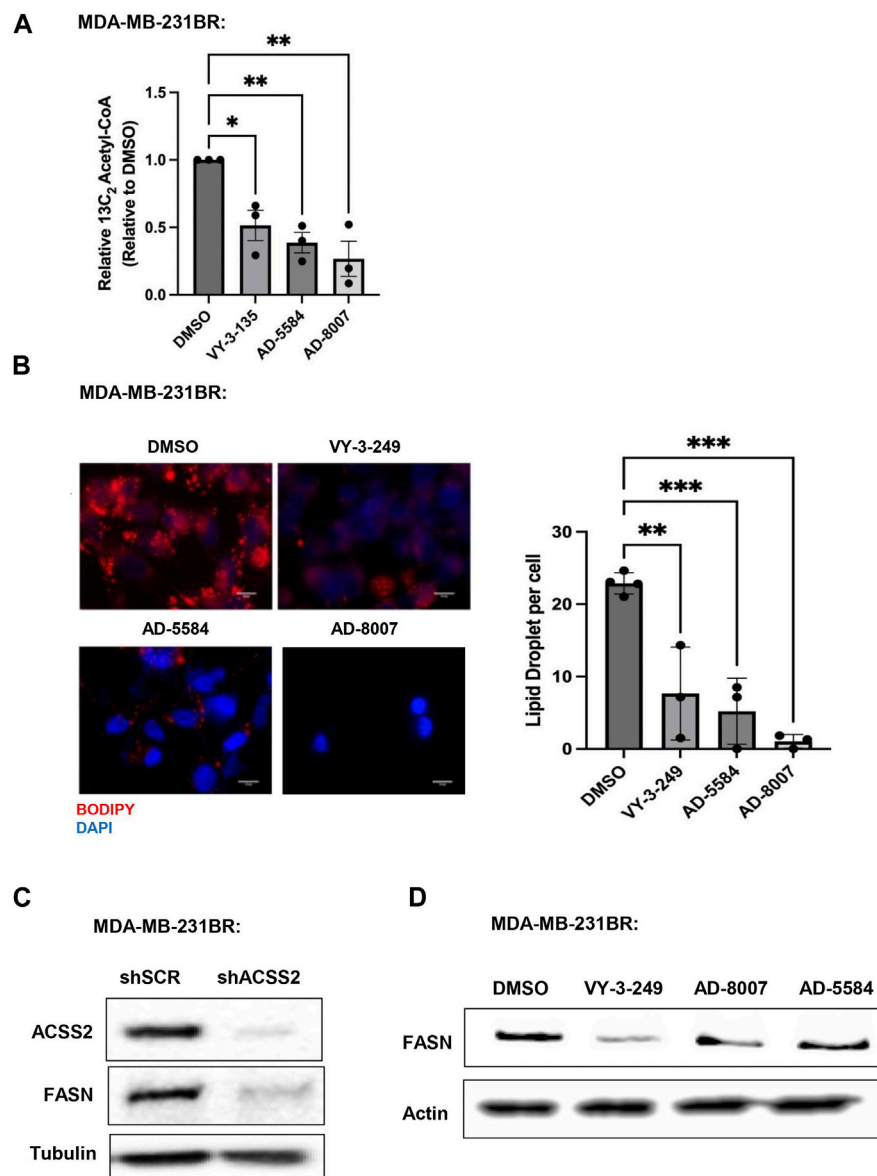 A
MDA-MB-231BR:
**
**
*
Relative 13C2 Acetyl-CoA
(Relative to DMSO)
1.5
1.0
0.5
0.0
DMSO
VY-3-135
AD-5584
AD-8007
B
MDA-MB-231BR:
DMSO
VY-3-249
AD-5584
AD-8007
BODIPY
DAPI
***
***
**
Lipid Droplet per cell
30
20
10
0
DMSO
VY-3-249
AD-5584
AD-8007
C
MDA-MB-231BR:
shSCR
shACSS2
ACSS2
FASN
Tubulin
D
MDA-MB-231BR:
DMSO
VY-3-249
AD-8007
AD-5584
FASN
Actin